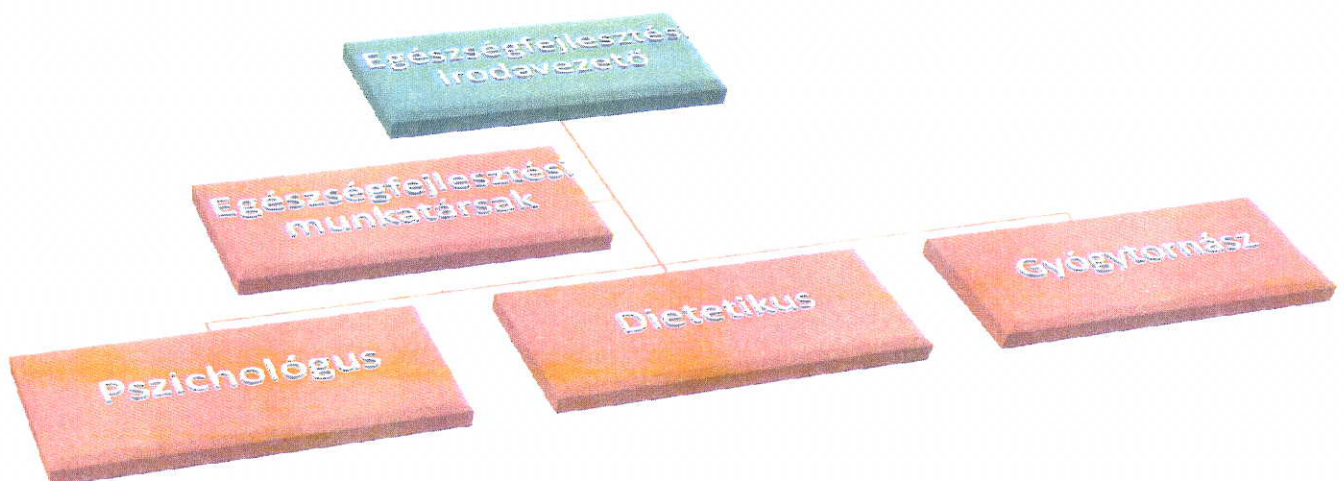 Egészségfejlesztési
Irodavezető
Egészségfejlesztési
munkatársak
Pszichológus
Dietetikus
Gyógytornász